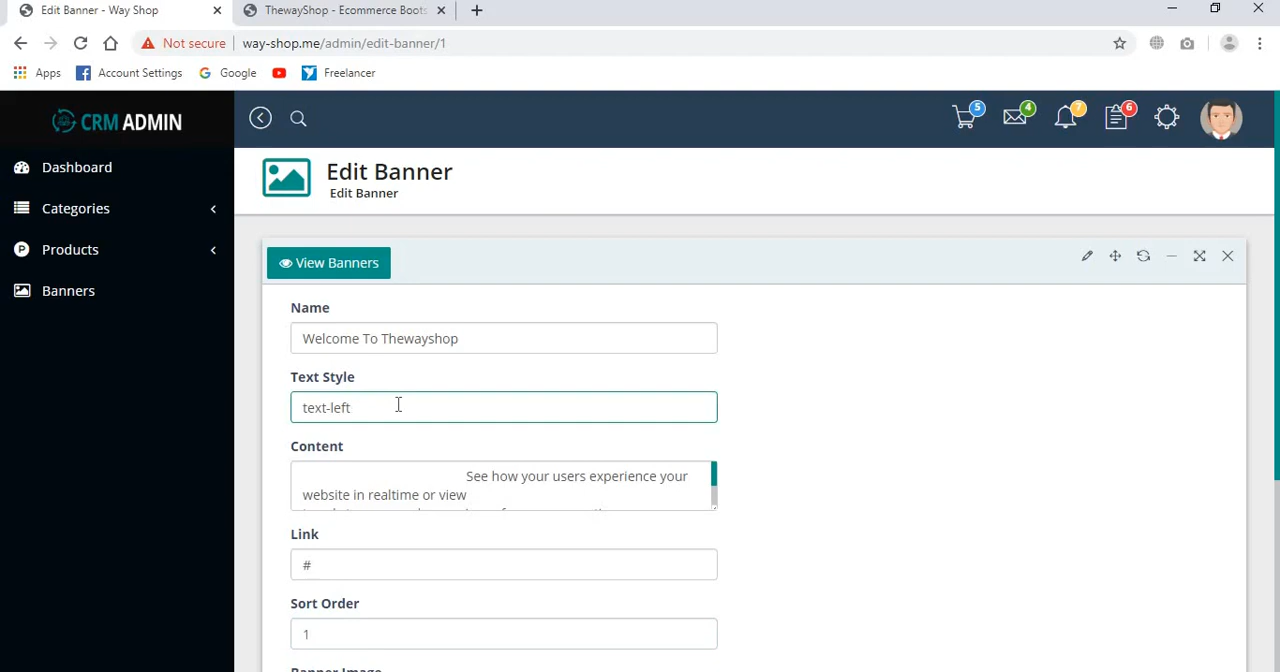 Edit Banner - Way Shop
ThewayShop - Ecommerce Boots
Not secure
way-shop.me/admin/edit-banner/1
Apps
Account Settings
Google
Freelancer
CRM ADMIN
5
4
7
6
Dashboard
Categories
Products
Banners
Edit Banner
Edit Banner
View Banners
Name
Welcome To Thewayshop
Text Style
text-left
Content
See how your users experience your
website in realtime or view
Link
#
Sort Order
1
Banner Image